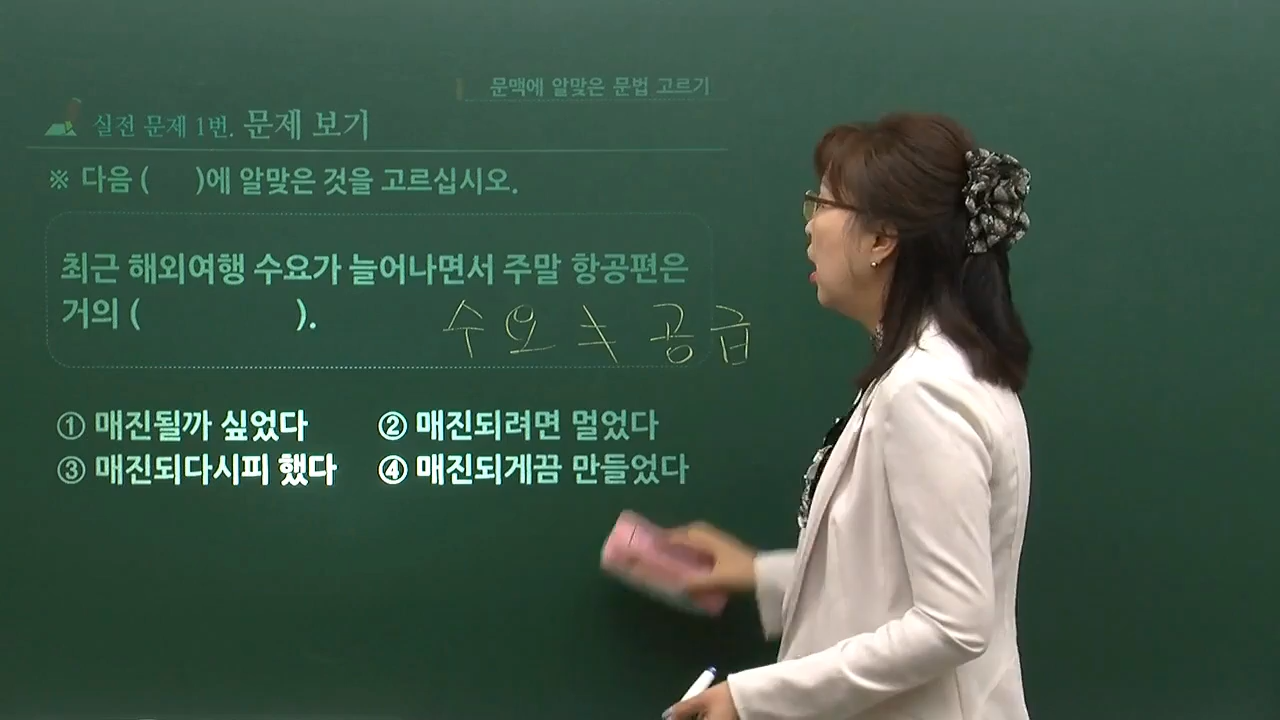 문맥에 알맞은 문법 고르기
실전 문제 1번. 문제 보기
※ 다음 (      )에 알맞은 것을 고르십시오.
최근 해외여행 수요가 늘어나면서 주말 항공편은
거의 (                ).
수요 ≠ 공급
① 매진될까 싶었다 ② 매진되려면 멀었다
③ 매진되다시피 했다 ④ 매진되게끔 만들었다